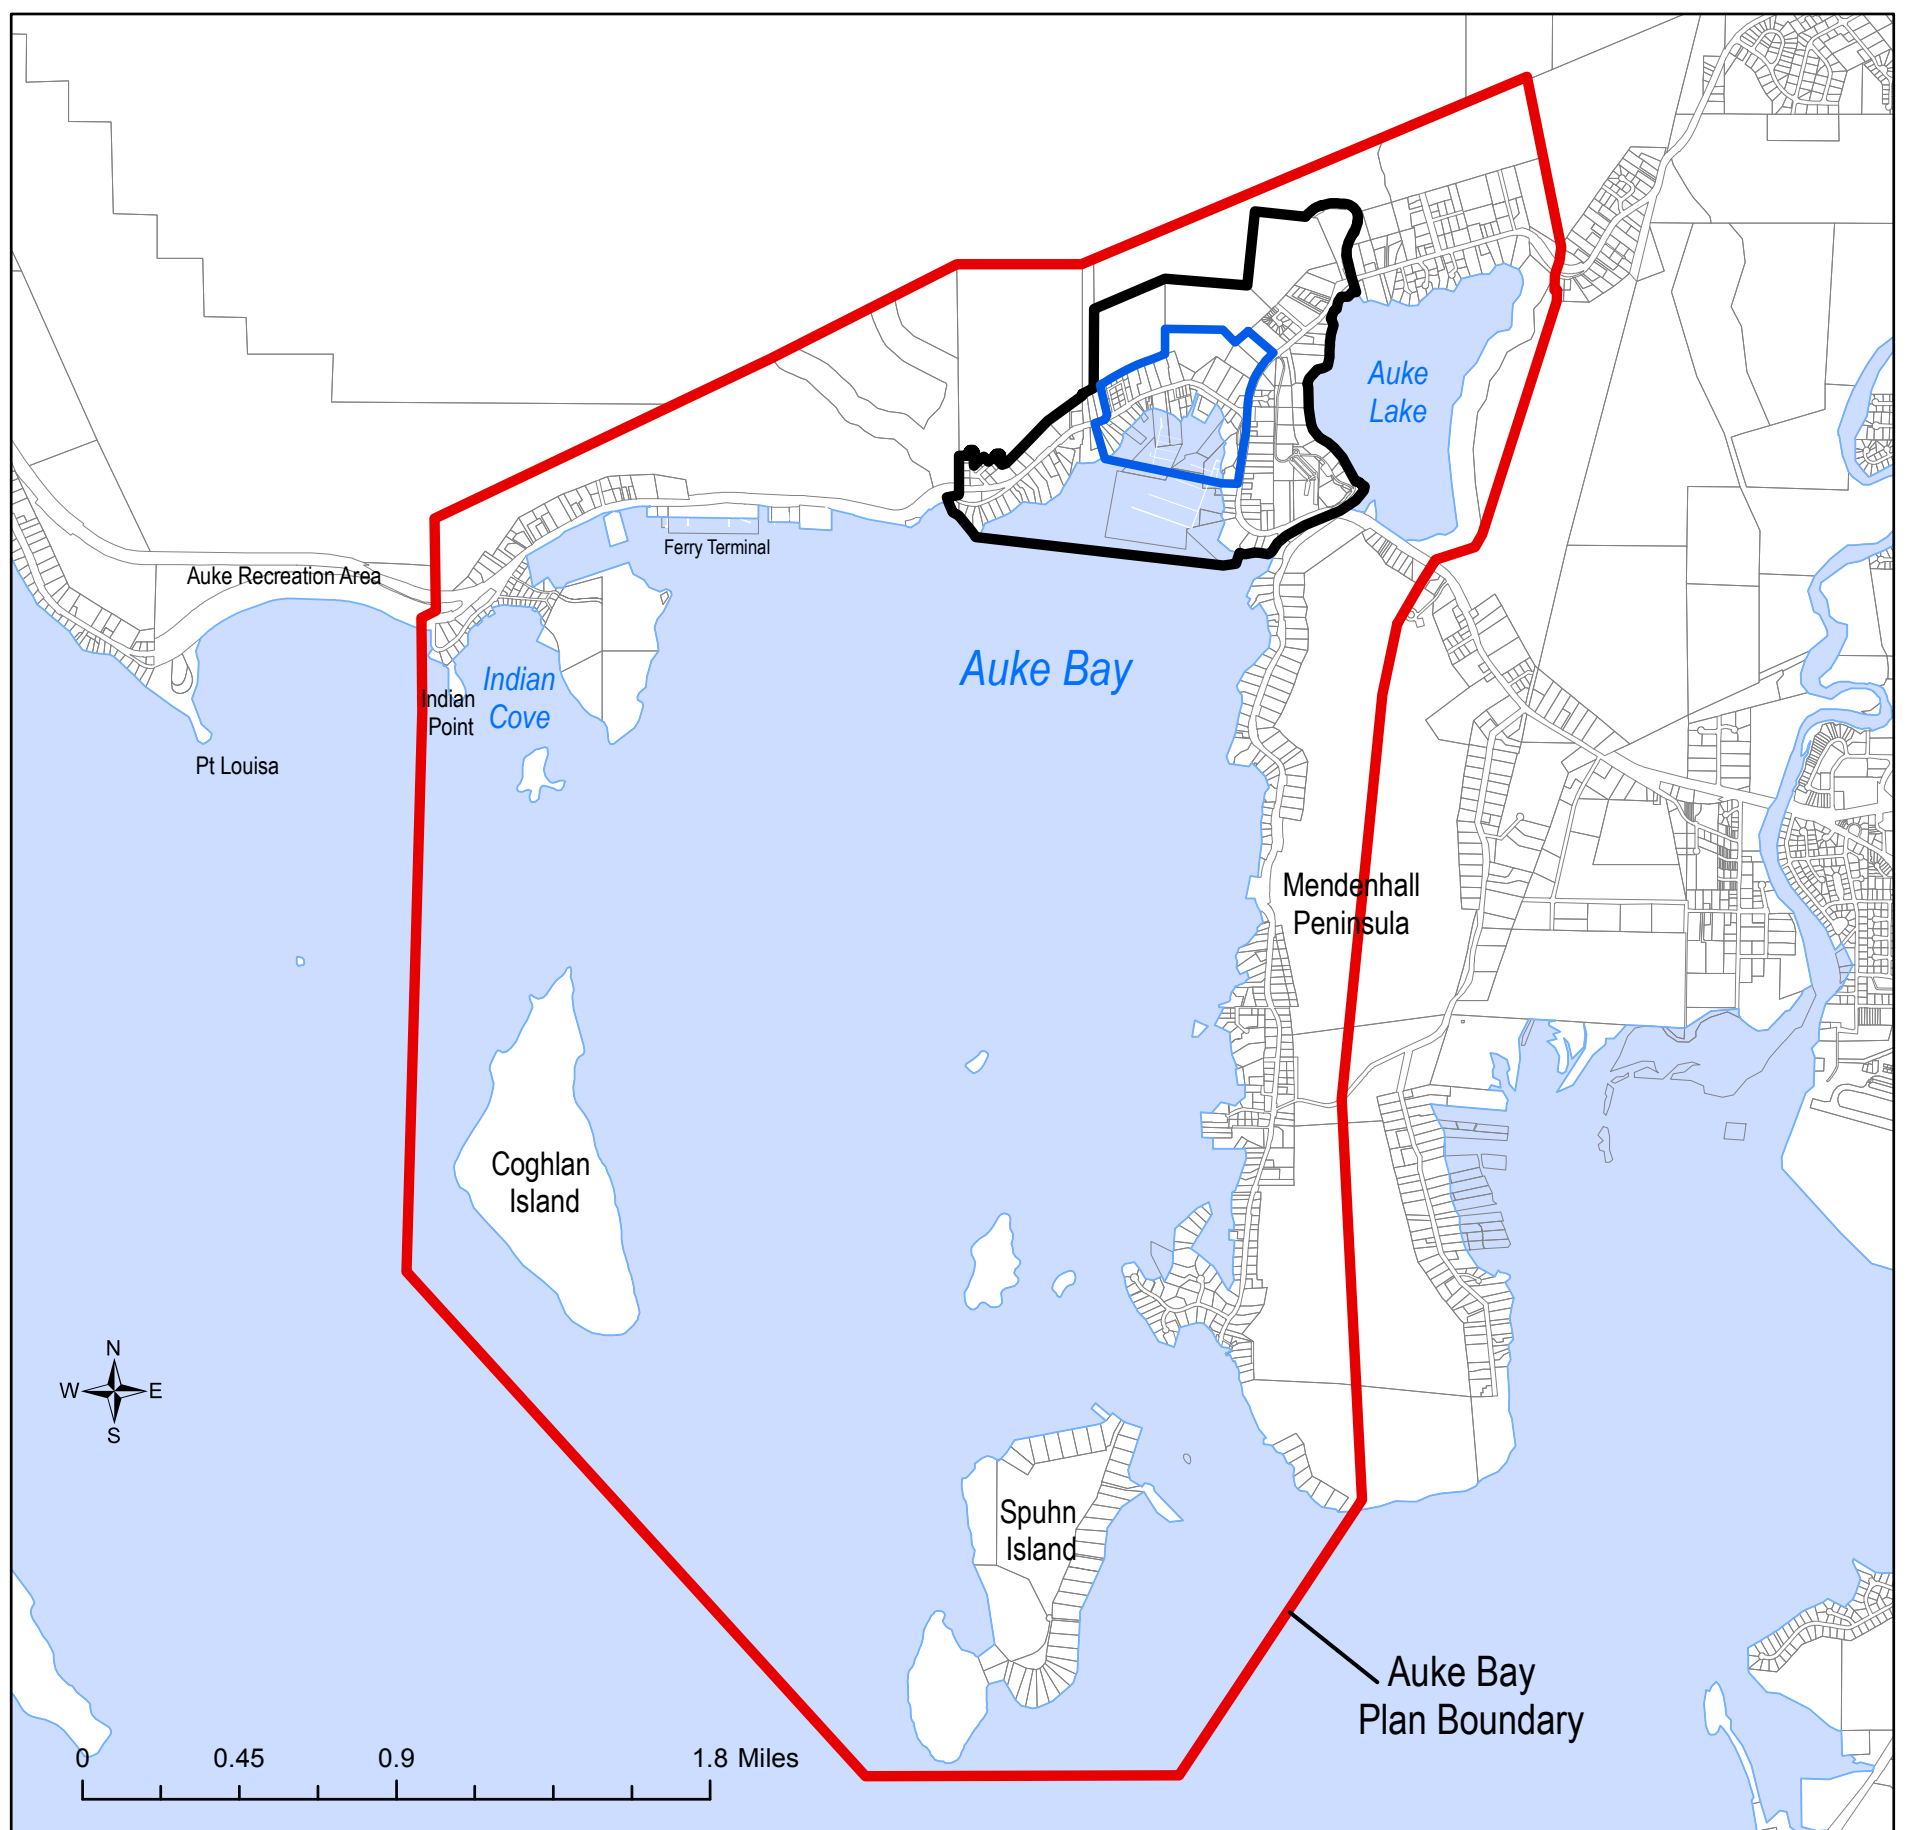 Auke
Lake
Ferry Terminal
Auke Recreation Area
Auke Bay
Indian
Cove
Indian
Point
Pt Louisa
Mendenhall
Peninsula
Coghlan
Island
N
W E
S
Spuhn
Island
Auke Bay
Plan Boundary
0 0.45 0.9 1.8 Miles